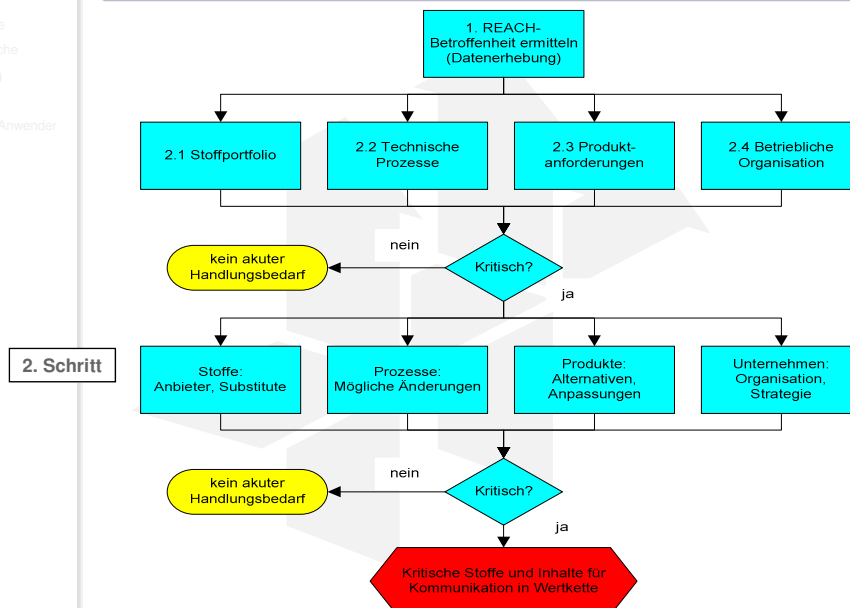 1. REACH-
Betroffenheit ermitteln
(Datenerhebung)
Anwender
2.1 Stoffportfolio
2.2 Technische
Prozesse
2.3 Produkt-
anforderungen
2.4 Betriebliche
Organisation
kein akuter
Handlungsbedarf
nein
Kritisch?
ja
2. Schritt
Stoffe:
Anbieter, Substitute
Prozesse:
Mögliche Änderungen
Produkte:
Alternativen,
Anpassungen
Unternehmen:
Organisation,
Strategie
kein akuter
Handlungsbedarf
nein
Kritisch?
ja
Kritische Stoffe und Inhalte für
Kommunikation in Wertkette